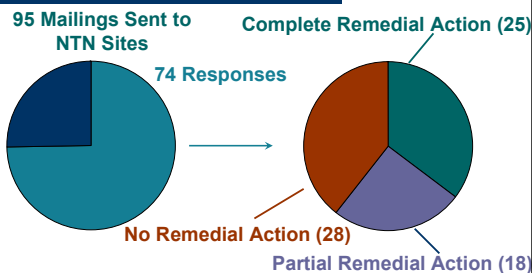 95 Mailings Sent to
NTN Sites
74 Responses
Complete Remedial Action (25)
No Remedial Action (28)
Partial Remedial Action (18)